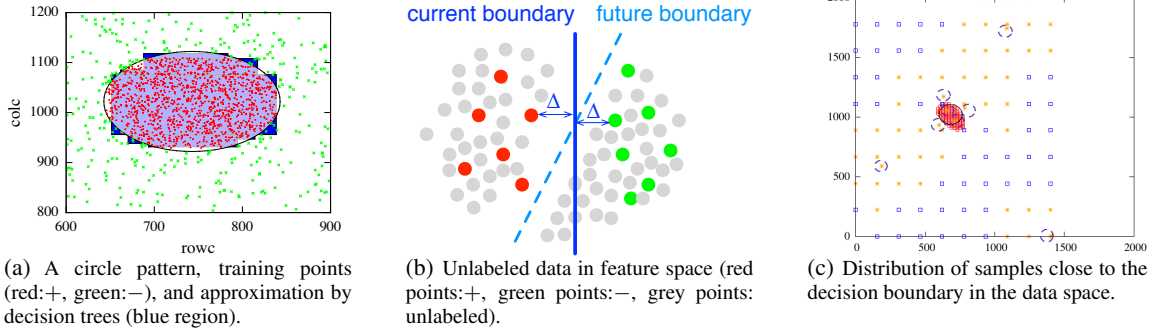 1200
1100
1000
900
800
colc
600
700
800
900
rowc
(a) A circle pattern, training points
(red:+, green:−), and approximation by
decision trees (blue region).
current boundary
future boundary
Δ
Δ
(b) Unlabeled data in feature space (red
points:+, green points:−, grey points:
unlabeled).
2000
1500
1000
500
0
0
500
1000
1500
2000
(c) Distribution of samples close to the
decision boundary in the data space.